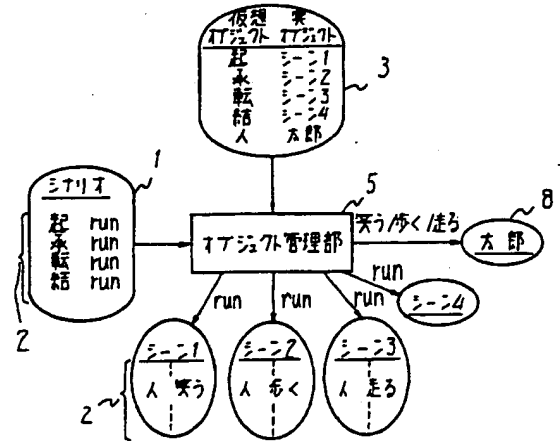 仮想 実
オブジェクト オブジェクト
起 シーン1
承 シーン2
転 シーン3
結 シーン4
人 太郎
3
1
シナリオ
起 run
承 run
転 run
結 run
2
5
オブジェクト管理部
笑う/歩く/走る
8
太郎
run
シーン4
run
run
run
シーン1
人 笑う
シーン2
人 歩く
シーン3
人 走る
2